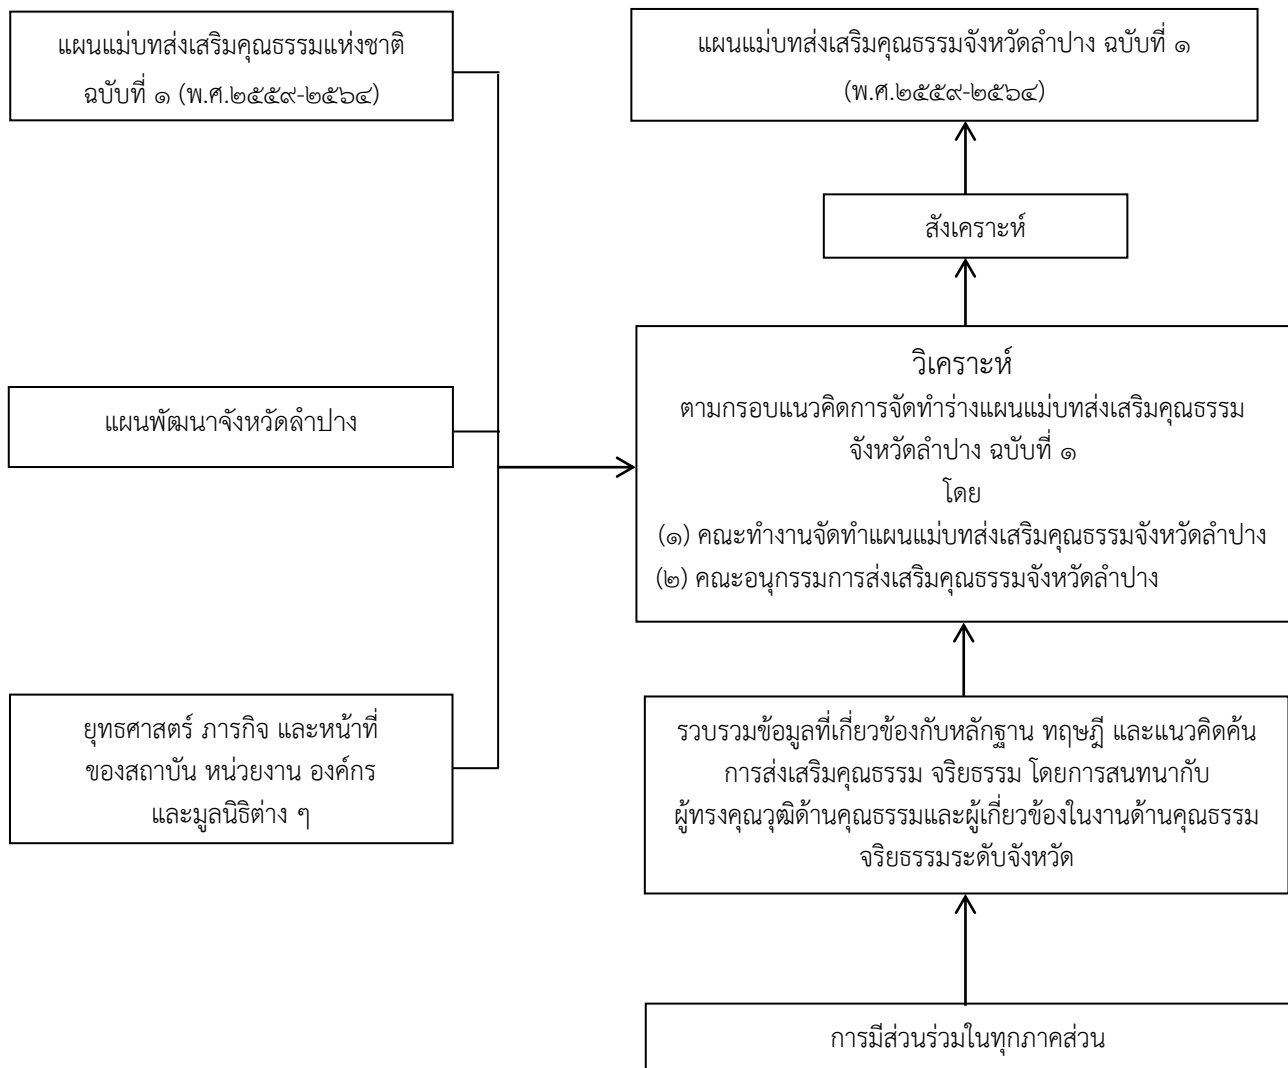 แผนแม่บทส่งเสริมคุณธรรมแห่งชาติ
ฉบับที่ ๑ (พ.ศ.๒๕๕๙-๒๕๖๔)
แผนแม่บทส่งเสริมคุณธรรมจังหวัดลำปาง ฉบับที่ ๑
(พ.ศ.๒๕๕๙-๒๕๖๔)
สังเคราะห์
แผนพัฒนาจังหวัดลำปาง
วิเคราะห์
ตามกรอบแนวคิดการจัดทำร่างแผนแม่บทส่งเสริมคุณธรรม
จังหวัดลำปาง ฉบับที่ ๑
โดย
(๑) คณะทำงานจัดทำแผนแม่บทส่งเสริมคุณธรรมจังหวัดลำปาง
(๒) คณะอนุกรรมการส่งเสริมคุณธรรมจังหวัดลำปาง
ยุทธศาสตร์ ภารกิจ และหน้าที่
ของสถาบัน หน่วยงาน องค์กร
และมูลนิธิต่าง ๆ
รวบรวมข้อมูลที่เกี่ยวข้องกับหลักฐาน ทฤษฎี และแนวคิดค้น
การส่งเสริมคุณธรรม จริยธรรม โดยการสนทนากับ
ผู้ทรงคุณวุฒิด้านคุณธรรมและผู้เกี่ยวข้องในงานด้านคุณธรรม
จริยธรรมระดับจังหวัด
การมีส่วนร่วมในทุกภาคส่วน